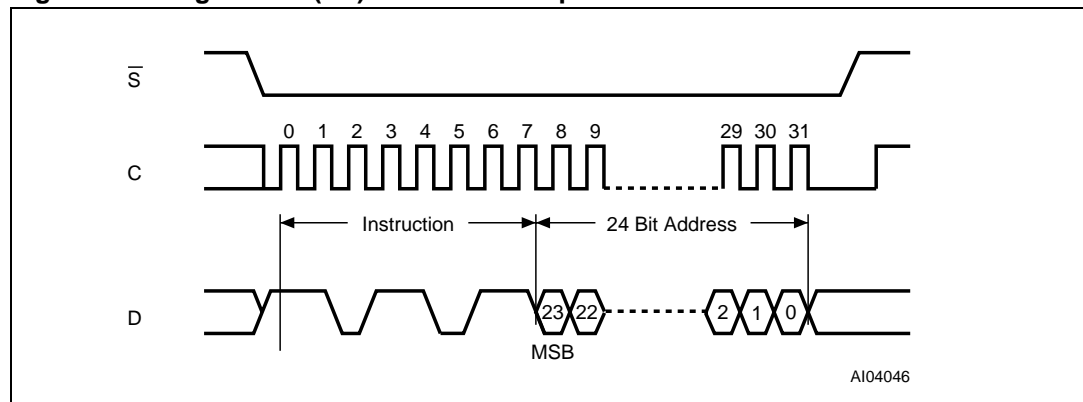 S
0 1 2 3 4 5 6 7 8 9 29 30 31
C
Instruction 24 Bit Address
D
23 22 2 1 0
MSB
AI04046